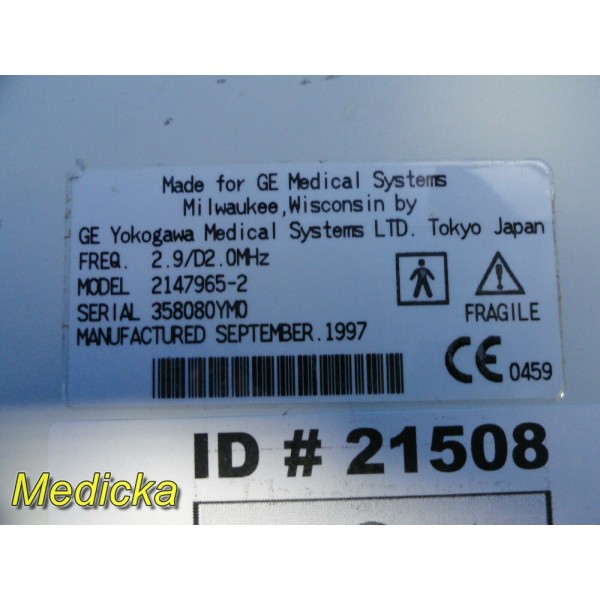 Made for GE Medical Systems
Milwaukee,Wisconsin by
GE Yokogawa Medical Systems LTD. Tokyo Japan
FREQ. 2.9/D2.0MHz
MODEL 2147965-2
SERIAL 358080YM0
MANUFACTURED SEPTEMBER.1997
FRAGILE
CE 0459
ID # 21508
Medicka